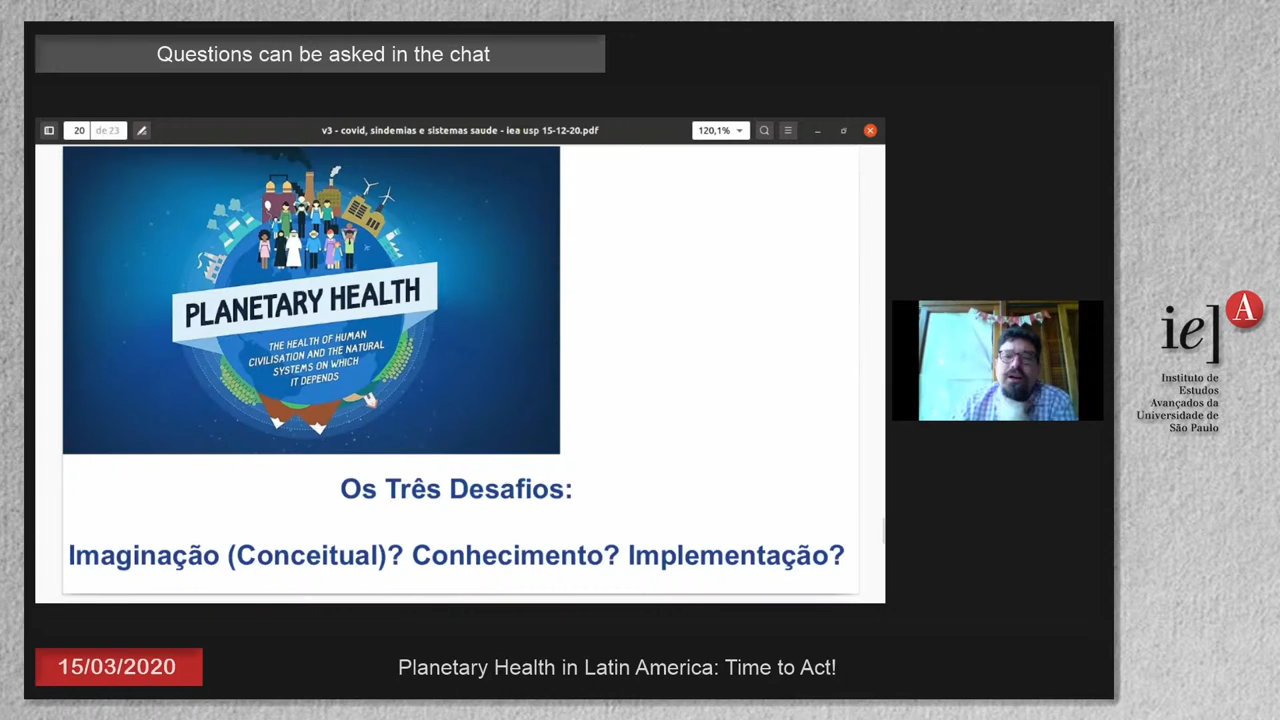 Questions can be asked in the chat
20 de 23
v3 - covid, sindemias e sistemas saude - iea usp 15-12-20.pdf
120,1%
PLANETARY HEALTH
THE HEALTH OF HUMAN
CIVILISATION AND THE NATURAL
SYSTEMS ON WHICH
IT DEPENDS
Os Três Desafios:
Imaginação (Conceitual)? Conhecimento? Implementação?
ieA
Instituto de
Estudos
Avançados da
Universidade de
São Paulo
15/03/2020
Planetary Health in Latin America: Time to Act!